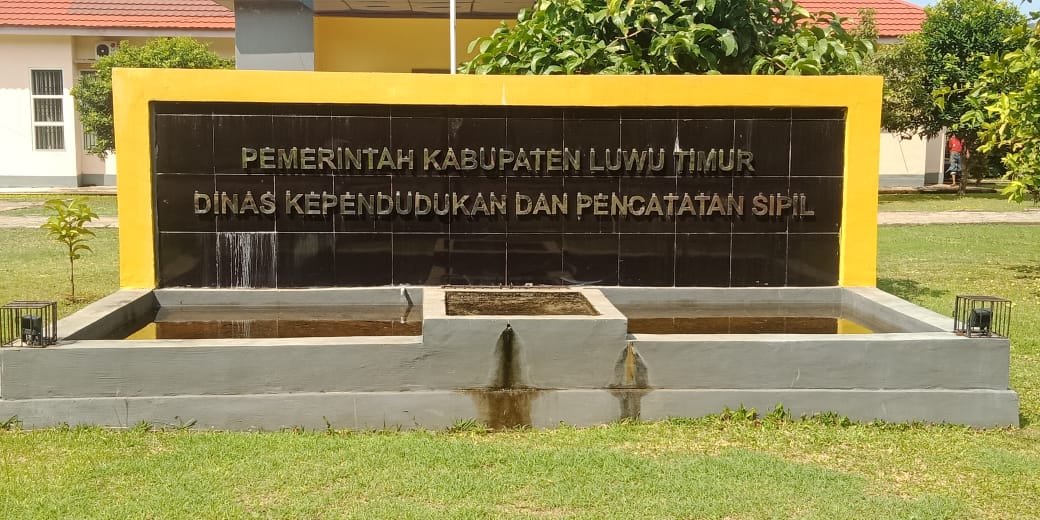 PEMERINTAH KABUPATEN LUWU TIMUR
DINAS KEPENDUDUKAN DAN PENCATATAN SIPIL